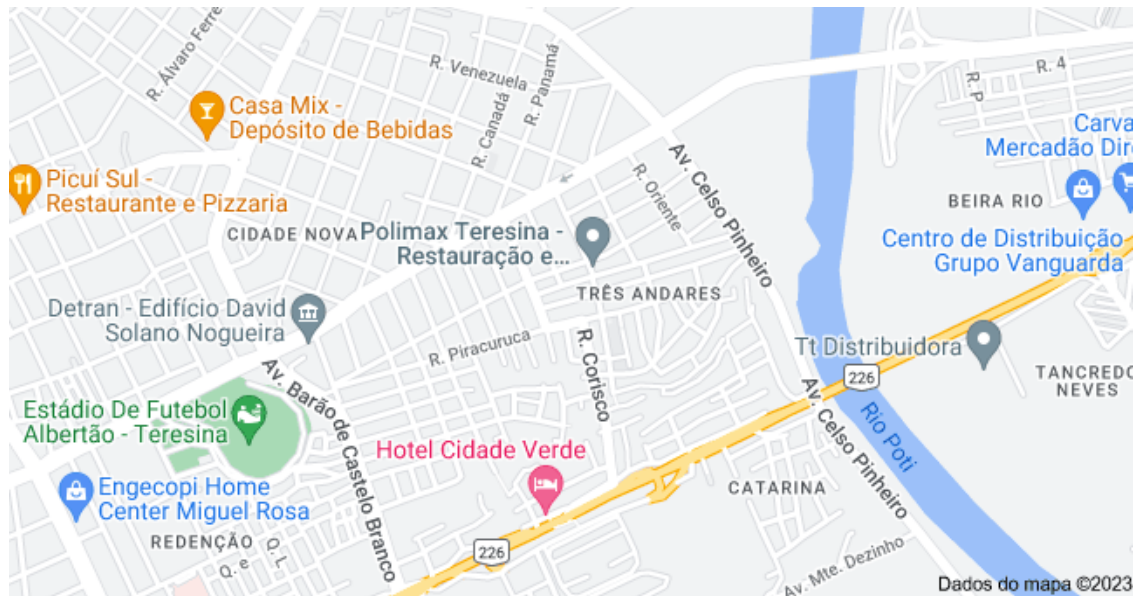 R. Álvaro Ferre
R. Venezuela
R. Panamá
R. Canadá
R. 4
R. P
Casa Mix -
Depósito de Bebidas
Carva
Mercadão Dire
Av. Celso Pinheiro
R. Oriente
Picuí Sul -
Restaurante e Pizzaria
BEIRA RIO
CIDADE NOVA
Polimax Teresina -
Restauração e...
Centro de Distribuição
Grupo Vanguarda
TRÊS ANDARES
Detran - Edifício David
Solano Nogueira
R. Piracuruca
R. Corisco
Tt Distribuidora
226
TANCREDO
NEVES
Av. Barão de Castelo Branco
Estádio De Futebol
Albertão - Teresina
Av. Celso Pinheiro
Rio Poti
Hotel Cidade Verde
Engecopi Home
Center Miguel Rosa
CATARINA
REDENÇÃO
Q. L
Q. e
226
Av. Mte. Dezinho
Dados do mapa ©2023